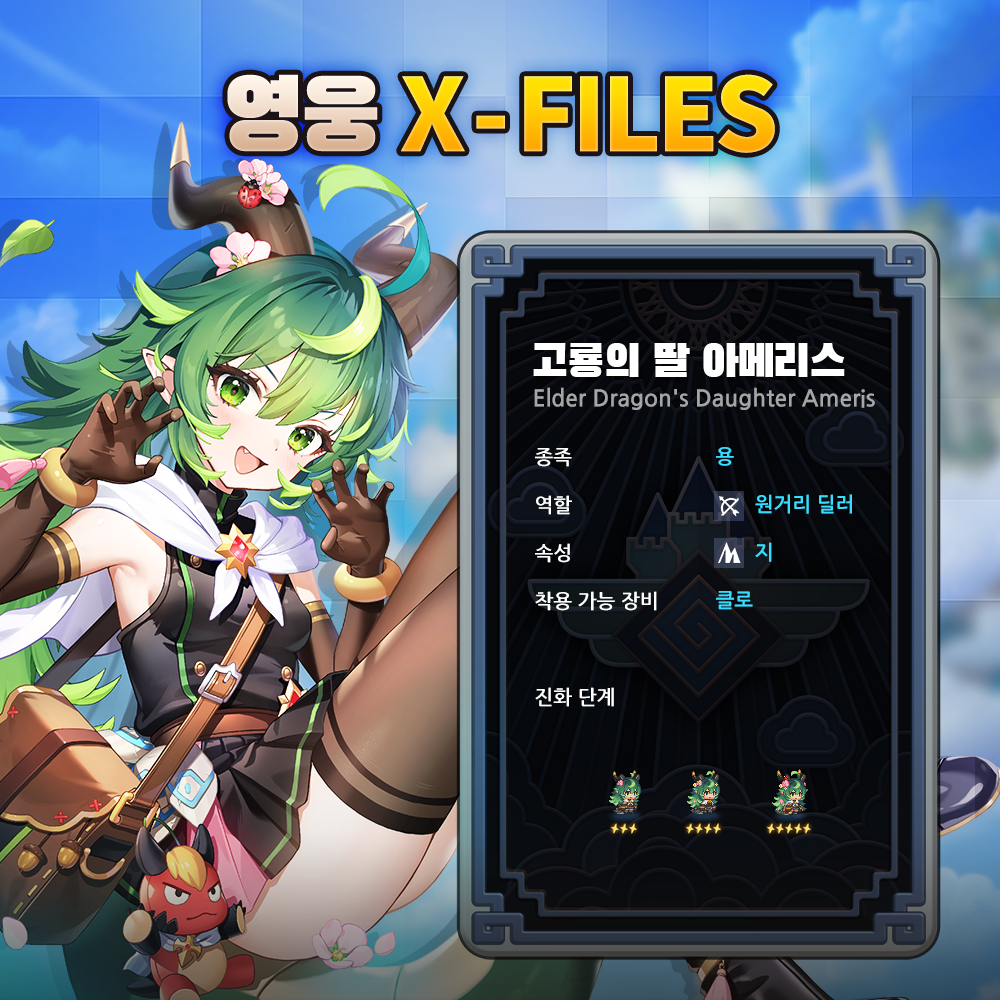 영웅 X-FILES
고룡의 딸 아메리스
Elder Dragon's Daughter Ameris
종족 용
역할 원거리 딜러
속성 지
착용 가능 장비 클로
진화 단계